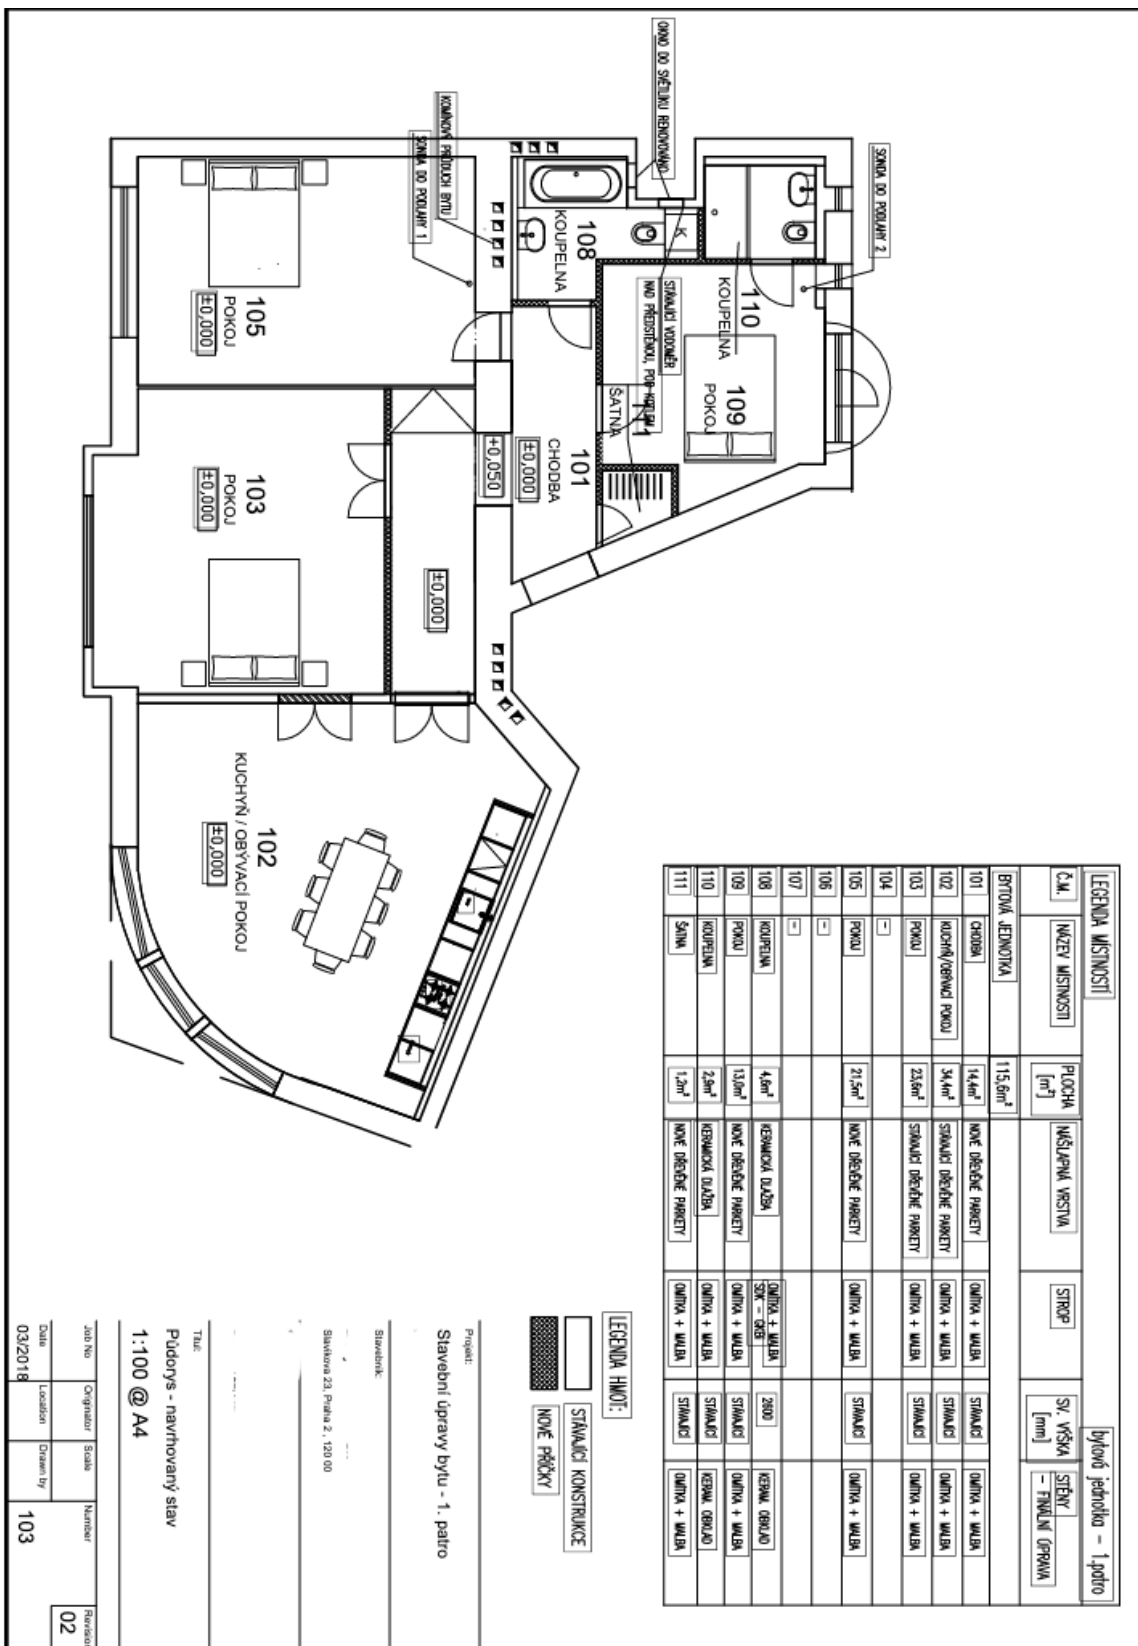 OKNO DO SVĚTLÍKU RENOVOVÁNO
KOMÍNOVÝ PRŮDUCH BYTU
SONDA DO PODLAHY 1
SONDA DO PODLAHY 2
STÁVAJÍCÍ VODOMĚR
NAD PŘEDSTĚNOU, POD KOTLEM
108
KOUPELNA
K
110
KOUPELNA
109
POKOJ
111
ŠATNA
101
CHODBA
±0,000
+0,050
105
POKOJ
±0,000
103
POKOJ
±0,000
±0,000
102
KUCHYŇ / OBÝVACÍ POKOJ
±0,000
LEGENDA MÍSTNOSTÍ bytová jednotka – 1.patro
Č.M. NÁZEV MÍSTNOSTI PLOCHA [m²] NÁŠLAPNÁ VRSTVA STROP SV. VÝŠKA [mm] STĚNY – FINÁLNÍ ÚPRAVA
BYTOVÁ JEDNOTKA 115,6m²
101 CHODBA 14,4m² NOVÉ DŘEVĚNÉ PARKETY OMÍTKA + MALBA STÁVAJÍCÍ OMÍTKA + MALBA
102 KUCHYŇ/OBÝVACÍ POKOJ 34,4m² STÁVAJÍCÍ DŘEVĚNÉ PARKETY OMÍTKA + MALBA STÁVAJÍCÍ OMÍTKA + MALBA
103 POKOJ 23,6m² STÁVAJÍCÍ DŘEVĚNÉ PARKETY OMÍTKA + MALBA STÁVAJÍCÍ OMÍTKA + MALBA
104 –
105 POKOJ 21,5m² NOVÉ DŘEVĚNÉ PARKETY OMÍTKA + MALBA STÁVAJÍCÍ OMÍTKA + MALBA
106 –
107 –
108 KOUPELNA 4,6m² KERAMICKÁ DLAŽBA OMÍTKA + MALBA SDK – GKBI 2600 KERAM. OBKLAD
109 POKOJ 13,0m² NOVÉ DŘEVĚNÉ PARKETY OMÍTKA + MALBA STÁVAJÍCÍ OMÍTKA + MALBA
110 KOUPELNA 2,9m² KERAMICKÁ DLAŽBA OMÍTKA + MALBA STÁVAJÍCÍ KERAM. OBKLAD
111 ŠATNA 1,2m² NOVÉ DŘEVĚNÉ PARKETY OMÍTKA + MALBA STÁVAJÍCÍ OMÍTKA + MALBA
LEGENDA HMOT:
STÁVAJÍCÍ KONSTRUKCE
NOVÉ PŘÍČKY
Projekt:
Stavební úpravy bytu - 1. patro
Stavebník:
Slavíkova 23, Praha 2, 120 00
Titul:
Půdorys - navrhovaný stav
1:100 @ A4
Job No Originator Scale Number Revision
Date Location Drawn by
03/2018 103 02